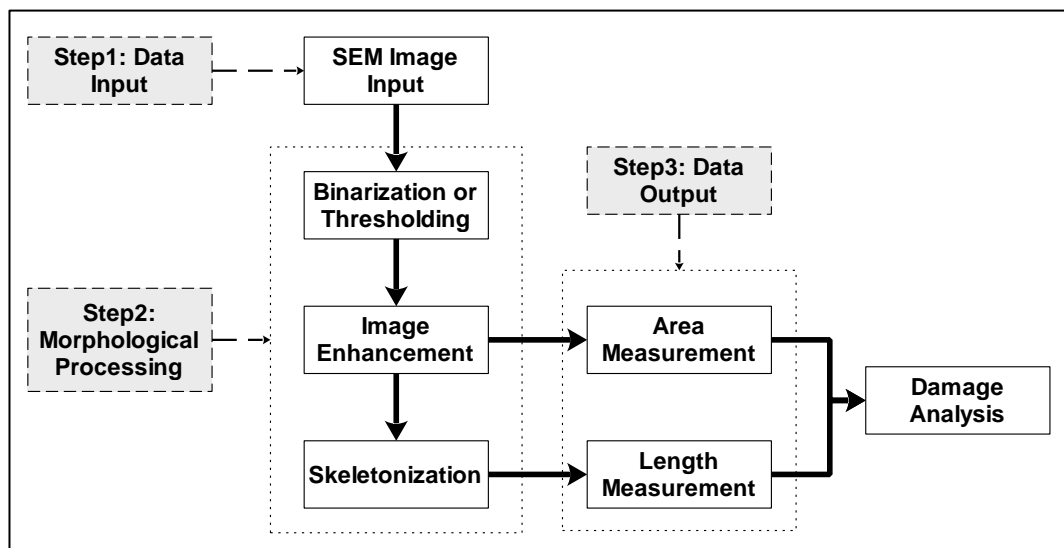 Step1: Data
Input
SEM Image
Input
Binarization or
Thresholding
Step3: Data
Output
Step2:
Morphological
Processing
Image
Enhancement
Area
Measurement
Damage
Analysis
Skeletonization
Length
Measurement